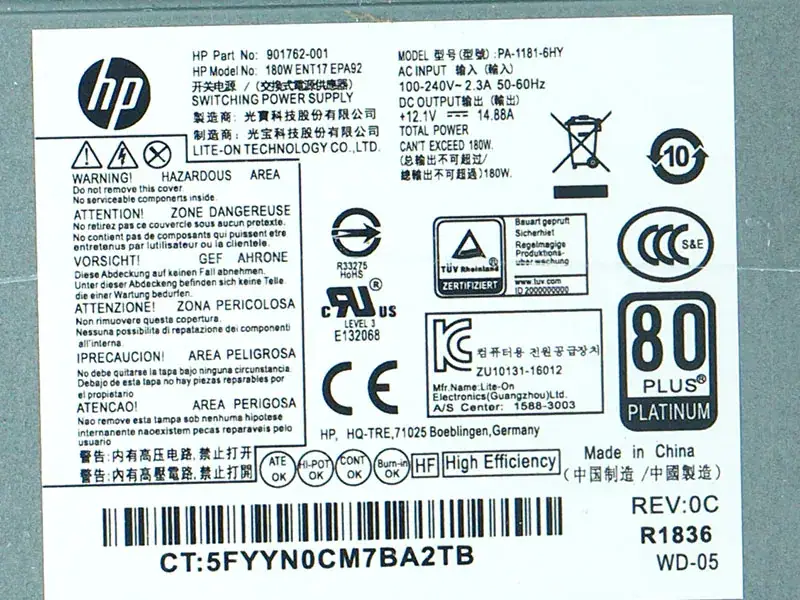 hp
HP Part No: 901762-001
HP Model No: 180W ENT17 EPA92
开关电源 / (交換式電源供應器)
SWITCHING POWER SUPPLY
製造商: 光寶科技股份有限公司
制造商: 光宝科技股份有限公司
LITE-ON TECHNOLOGY CO.,LTD.
MODEL 型号(型號):PA-1181-6HY
AC INPUT 输入 (輸入)
100-240V~ 2.3A 50-60Hz
DC OUTPUT输出 (輸出)
+12.1V 14.88A
TOTAL POWER
CAN'T EXCEED 180W.
(总输出不可超过/
總輸出不可超過)180W.
10
WARNING! HAZARDOUS AREA
Do not remove this cover.
No serviceable components inside.
ATTENTION! ZONE DANGEREUSE
Ne retirez pas ce couvercle sous aucun pretexte.
No contient pas de composants qui puissent etre
entretenus par lutilisateur ou la clientele.
VORSICHT! GEF AHRONE
Diese Abdeckung auf keinen Fall abnehmen.
Unter dieser Abdeckung befinden sich keine Teile,
die einer Wartung bedurfen.
ATTENZIONE! ZONA PERICOLOSA
Non rimuovere questa copertura.
Nessuna possibilita di repatazione dei componenti
all'interna.
IPRECAUCION! AREA PELIGROSA
No debe quitarse la tapa bajo ninguna circunstancia.
Debajo de esta tapa no hay piezas reparables por
el propietario
ATENCAO! AREA PERIGOSA
Nao remove esta tampa sob nenhuma hipotese
internanente naoexistem pecas reparaveis pelo
usuario
警告:内有高压电路,禁止打开
警告:內有高壓電路,禁止打開
R33275
HoHS
c RU US
®
LEVEL 3
E132068
CE
TÜV Rheinland
ZERTIFIZIERT
Bauart gepruft
Sicherhiet
Regelmagige
Produktions-
uberwachung
www.tuv.com
ID 2000000000
CCC S&E
KC 컴퓨터용 전원공급장치
ZU10131-16012
Mfr.Name:Lite-On
Electronics(Guangzhou)Ltd.
A/S Center: 1588-3003
80
PLUS®
PLATINUM
HP, HQ-TRE,71025 Boeblingen,Germany
ATE OK
HI-POT OK
CONT OK
Burn-in OK
HF
High Efficiency
Made in China
(中国制造 /中國製造)
CT:5FYYN0CM7BA2TB
REV:0C
R1836
WD-05